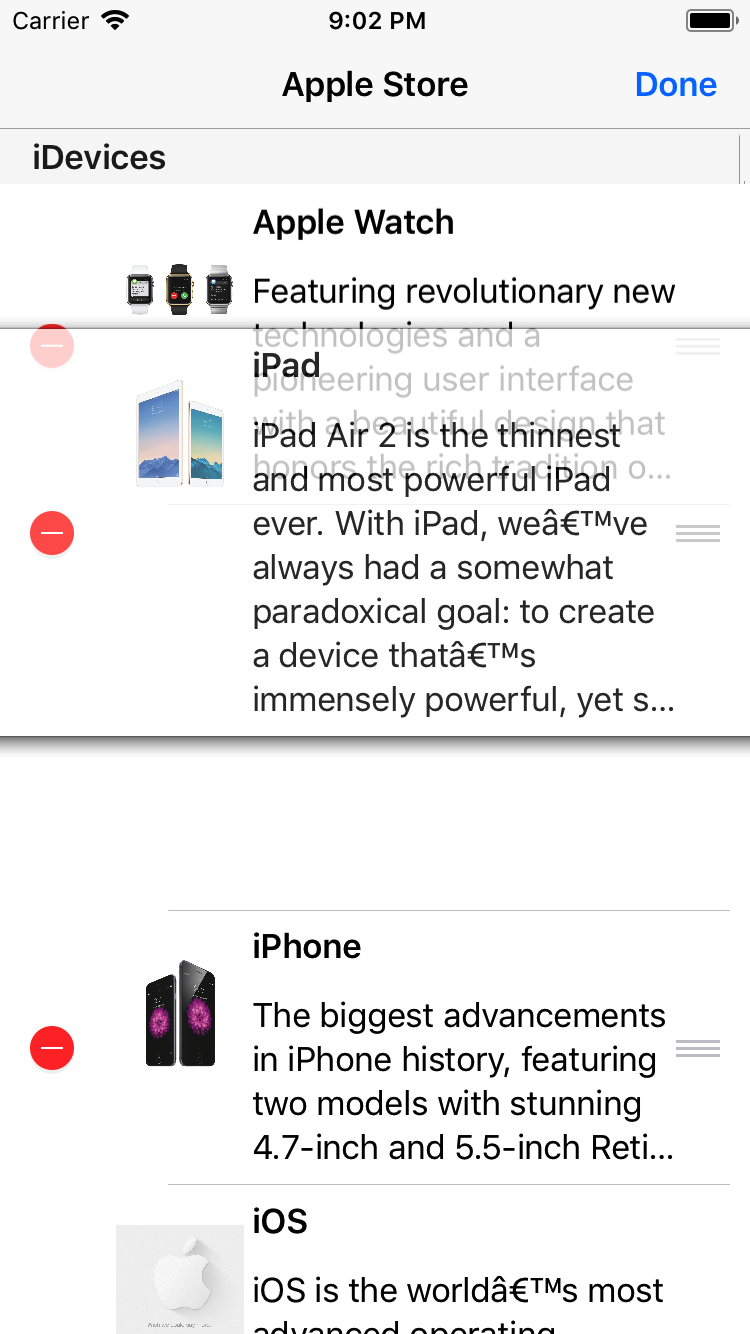 Carrier 9:02 PM
Apple Store Done
iDevices
Apple Watch
Featuring revolutionary new
technologies and a
iPad
pioneering user interface
with a beautiful design that
iPad Air 2 is the thinnest
honors the rich tradition o...
and most powerful iPad
ever. With iPad, weâ€™ve
always had a somewhat
paradoxical goal: to create
a device thatâ€™s
immensely powerful, yet s...
iPhone
The biggest advancements
in iPhone history, featuring
two models with stunning
4.7-inch and 5.5-inch Reti...
iOS
iOS is the worldâ€™s most
advanced operating